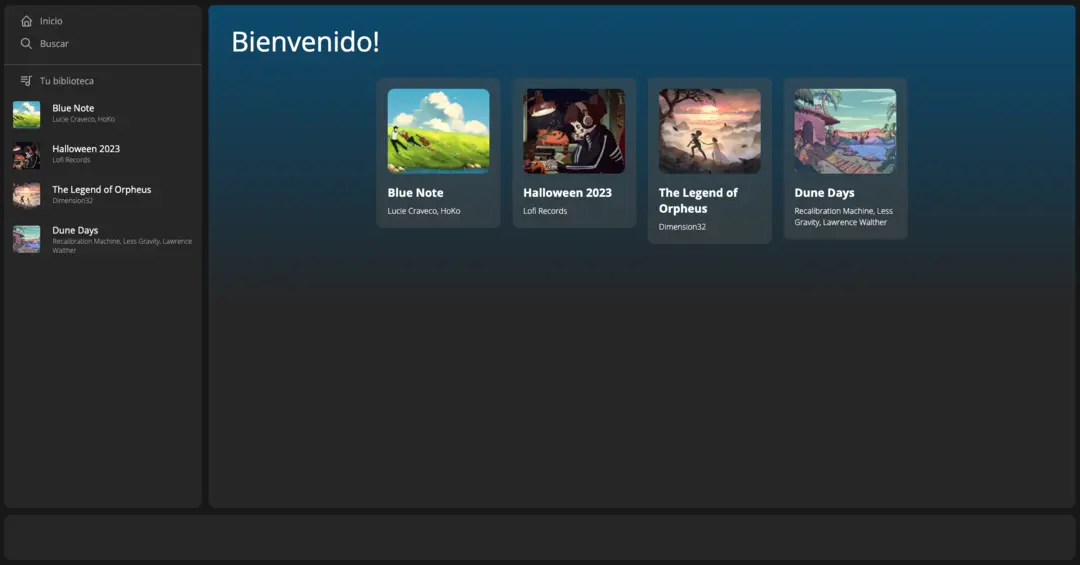 Inicio
Buscar
Tu biblioteca
Blue Note
Lucie Craveco, HoKo
Halloween 2023
Lofi Records
The Legend of Orpheus
Dimension32
Dune Days
Recalibration Machine, Less Gravity, Lawrence
Walther
Bienvenido!
Blue Note
Lucie Craveco, HoKo
Halloween 2023
Lofi Records
The Legend of
Orpheus
Dimension32
Dune Days
Recalibration Machine, Less
Gravity, Lawrence Walther